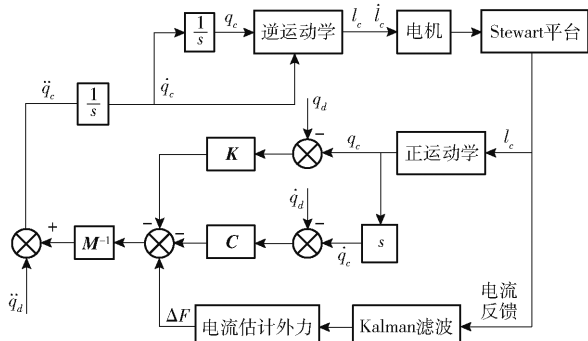 1/s q_c 逆运动学 l_c l̇_c 电机 Stewart平台
q̈_c 1/s q̇_c
q_d
K − q_c 正运动学 l_c
q̇_d
+ M⁻¹ − − C − q̇_c s
q̈_d
ΔF 电流估计外力 Kalman滤波 电流
反馈